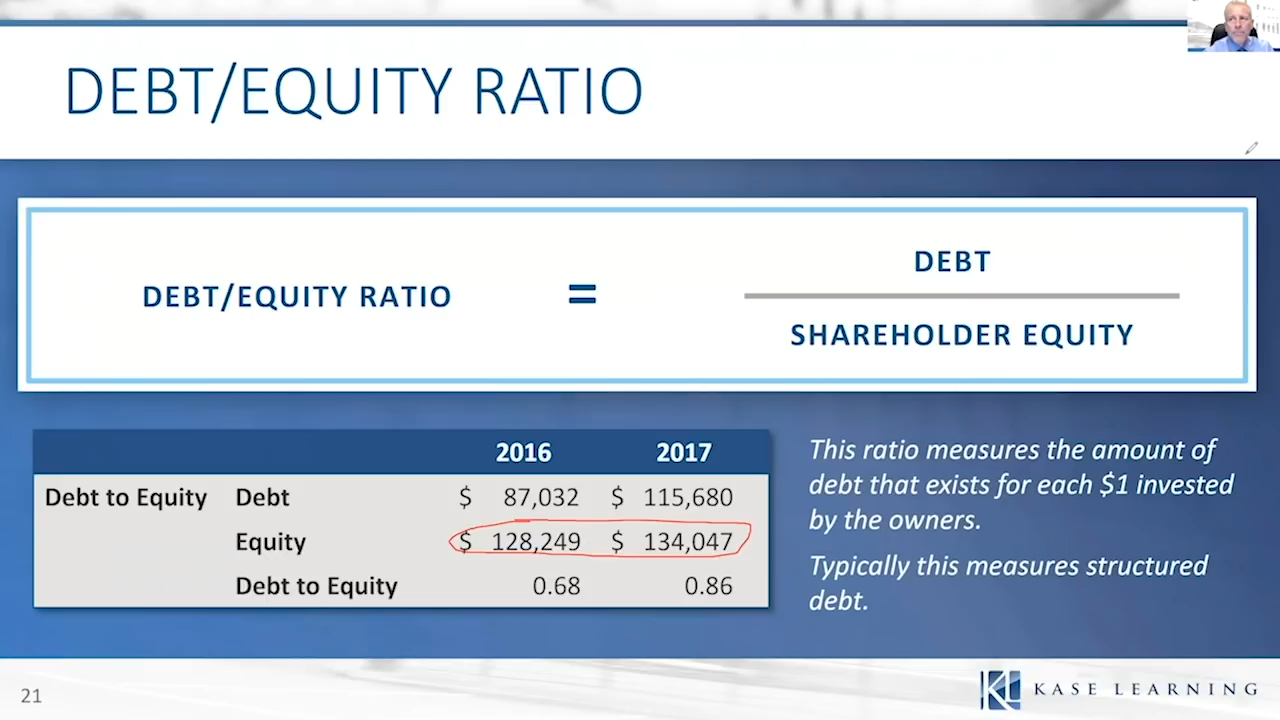 DEBT/EQUITY RATIO
DEBT/EQUITY RATIO = DEBT
SHAREHOLDER EQUITY
2016 2017
Debt to Equity Debt $ 87,032 $ 115,680
Equity $ 128,249 $ 134,047
Debt to Equity 0.68 0.86
This ratio measures the amount of
debt that exists for each $1 invested
by the owners.
Typically this measures structured
debt.
21
KL KASE LEARNING